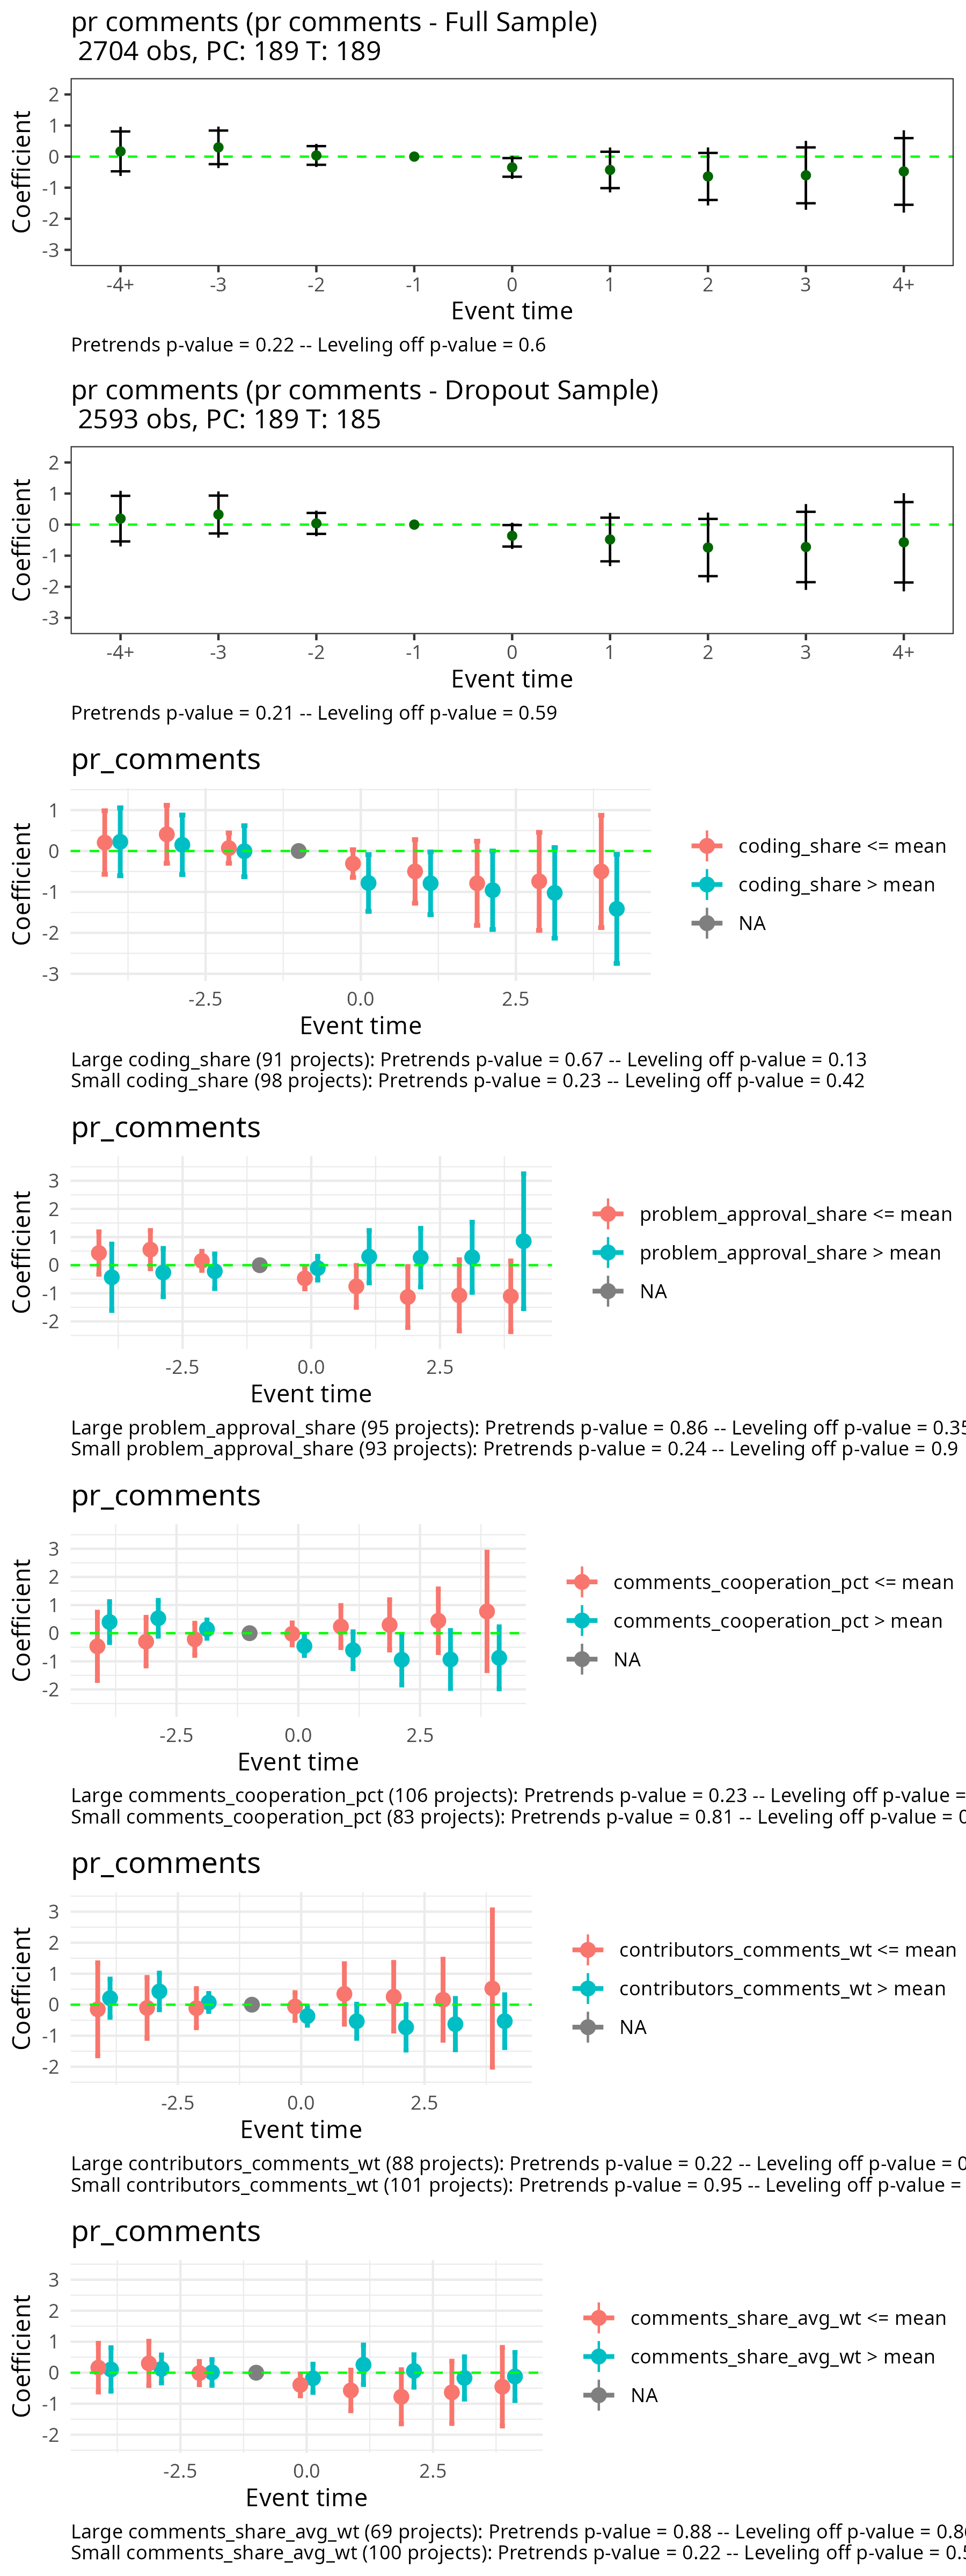 pr comments (pr comments - Full Sample)
2704 obs, PC: 189 T: 189
2
1
0
-1
-2
-3
Coefficient
-4+ -3 -2 -1 0 1 2 3 4+
Event time
Pretrends p-value = 0.22 -- Leveling off p-value = 0.6
pr comments (pr comments - Dropout Sample)
2593 obs, PC: 189 T: 185
2
1
0
-1
-2
-3
Coefficient
-4+ -3 -2 -1 0 1 2 3 4+
Event time
Pretrends p-value = 0.21 -- Leveling off p-value = 0.59
pr_comments
1
0
-1
-2
-3
Coefficient
-2.5 0.0 2.5
Event time
coding_share <= mean
coding_share > mean
NA
Large coding_share (91 projects): Pretrends p-value = 0.67 -- Leveling off p-value = 0.13
Small coding_share (98 projects): Pretrends p-value = 0.23 -- Leveling off p-value = 0.42
pr_comments
3
2
1
0
-1
-2
Coefficient
-2.5 0.0 2.5
Event time
problem_approval_share <= mean
problem_approval_share > mean
NA
Large problem_approval_share (95 projects): Pretrends p-value = 0.86 -- Leveling off p-value = 0.35
Small problem_approval_share (93 projects): Pretrends p-value = 0.24 -- Leveling off p-value = 0.9
pr_comments
3
2
1
0
-1
-2
Coefficient
-2.5 0.0 2.5
Event time
comments_cooperation_pct <= mean
comments_cooperation_pct > mean
NA
Large comments_cooperation_pct (106 projects): Pretrends p-value = 0.23 -- Leveling off p-value =
Small comments_cooperation_pct (83 projects): Pretrends p-value = 0.81 -- Leveling off p-value = 0
pr_comments
3
2
1
0
-1
-2
Coefficient
-2.5 0.0 2.5
Event time
contributors_comments_wt <= mean
contributors_comments_wt > mean
NA
Large contributors_comments_wt (88 projects): Pretrends p-value = 0.22 -- Leveling off p-value = 0
Small contributors_comments_wt (101 projects): Pretrends p-value = 0.95 -- Leveling off p-value =
pr_comments
3
2
1
0
-1
-2
Coefficient
-2.5 0.0 2.5
Event time
comments_share_avg_wt <= mean
comments_share_avg_wt > mean
NA
Large comments_share_avg_wt (69 projects): Pretrends p-value = 0.88 -- Leveling off p-value =
Small comments_share_avg_wt (100 projects): Pretrends p-value = 0.22 -- Leveling off p-value =